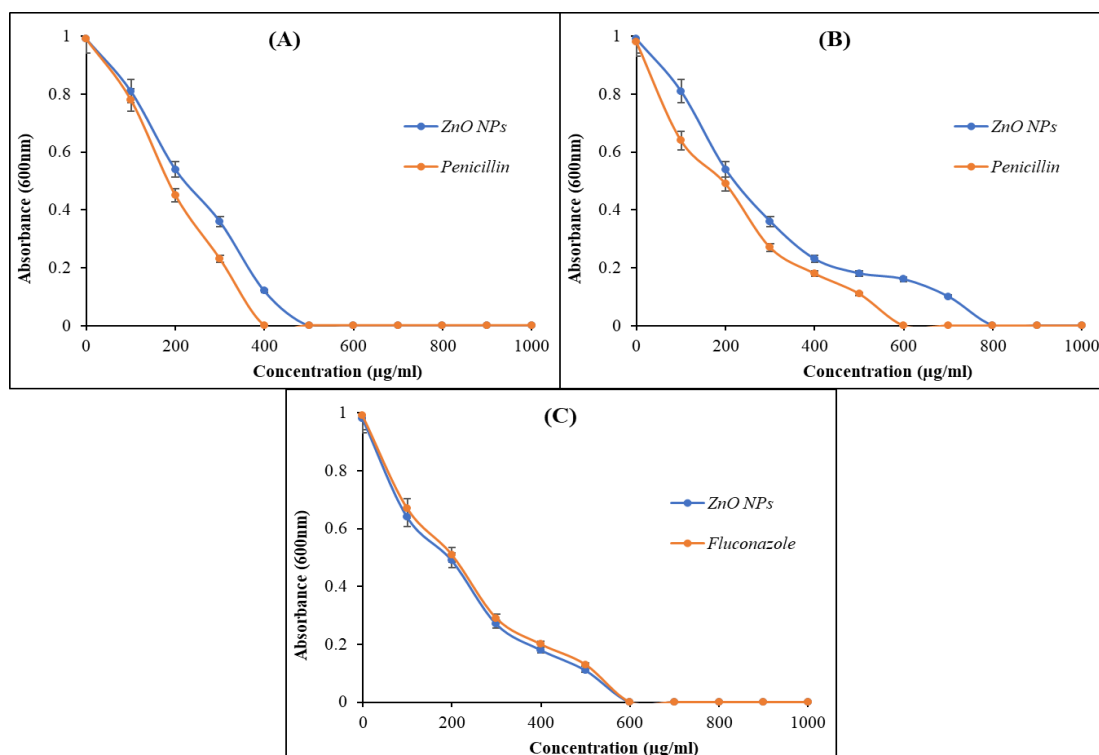 (A)
1
0.8
0.6
0.4
0.2
0
Absorbance (600nm)
ZnO NPs
Penicillin
0 200 400 600 800 1000
Concentration (µg/ml)
(B)
1
0.8
0.6
0.4
0.2
0
Absorbance (600nm)
ZnO NPs
Penicillin
0 200 400 600 800 1000
Concentration (µg/ml)
(C)
1
0.8
0.6
0.4
0.2
0
Absorbance (600nm)
ZnO NPs
Fluconazole
0 200 400 600 800 1000
Concentration (µg/ml)